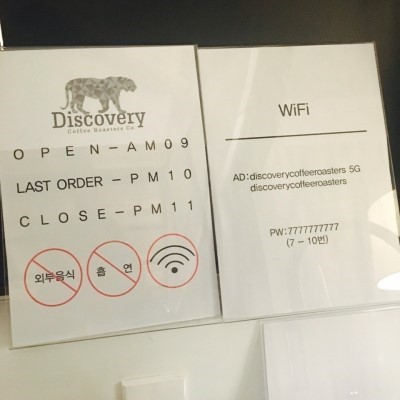 Discovery
Coffee Roasters Co.
OPEN-AM09
LAST ORDER-PM10
CLOSE-PM11
외부음식
흡연
WiFi
AD:discoverycoffeeroasters 5G
discoverycoffeeroasters
PW:7777777777
(7-10번)